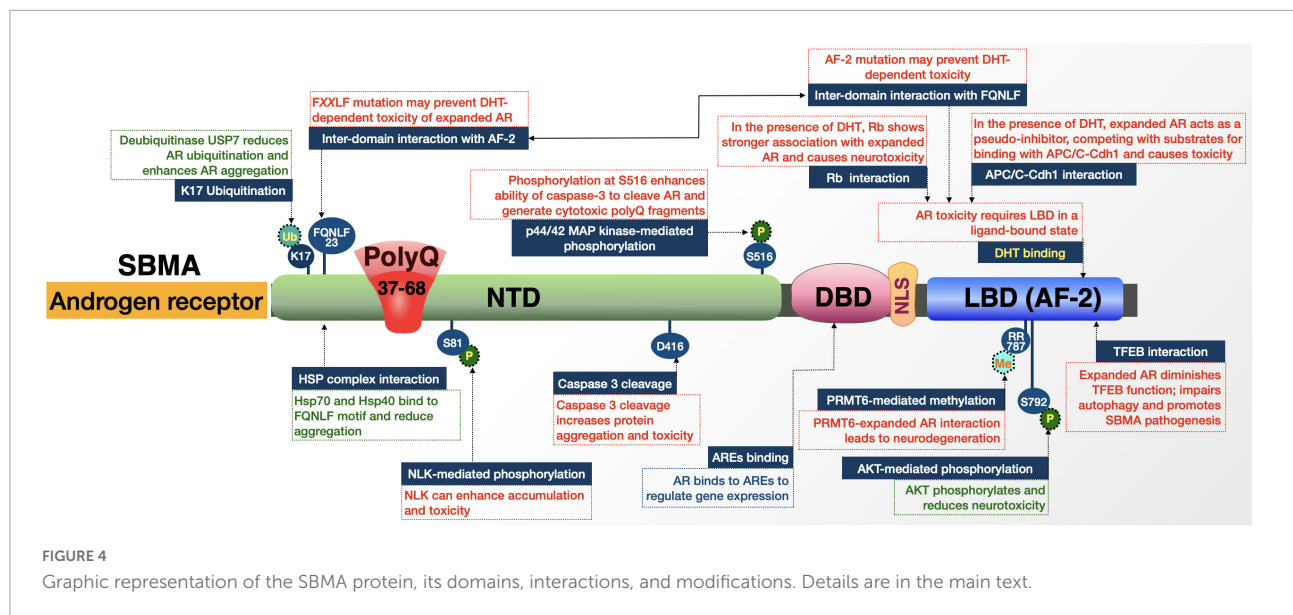 AF-2 mutation may prevent DHT-
dependent toxicity
Inter-domain interaction with FQNLF
FXXLF mutation may prevent DHT-
dependent toxicity of expanded AR
Inter-domain interaction with AF-2
Deubiquitinase USP7 reduces
AR ubiquitination and
enhances AR aggregation
K17 Ubiquitination
In the presence of DHT, Rb shows
stronger association with expanded
AR and causes neurotoxicity
Rb interaction
In the presence of DHT, expanded AR acts as a
pseudo-inhibitor, competing with substrates for
binding with APC/C-Cdh1 and causes toxicity
APC/C-Cdh1 interaction
Phosphorylation at S516 enhances
ability of caspase-3 to cleave AR and
generate cytotoxic polyQ fragments
p44/42 MAP kinase-mediated
phosphorylation
AR toxicity requires LBD in a
ligand-bound state
DHT binding
Ub
K17
FQNLF
23
P
S516
SBMA
Androgen receptor
PolyQ
37-68
NTD
DBD
NLS
LBD (AF-2)
S81
P
D416
RR
787
Me
S792
P
HSP complex interaction
Hsp70 and Hsp40 bind to
FQNLF motif and reduce
aggregation
Caspase 3 cleavage
Caspase 3 cleavage
increases protein
aggregation and toxicity
NLK-mediated phosphorylation
NLK can enhance accumulation
and toxicity
AREs binding
AR binds to AREs to
regulate gene expression
PRMT6-mediated methylation
PRMT6-expanded AR interaction
leads to neurodegeneration
AKT-mediated phosphorylation
AKT phosphorylates and
reduces neurotoxicity
TFEB interaction
Expanded AR diminishes
TFEB function; impairs
autophagy and promotes
SBMA pathogenesis
FIGURE 4
Graphic representation of the SBMA protein, its domains, interactions, and modifications. Details are in the main text.